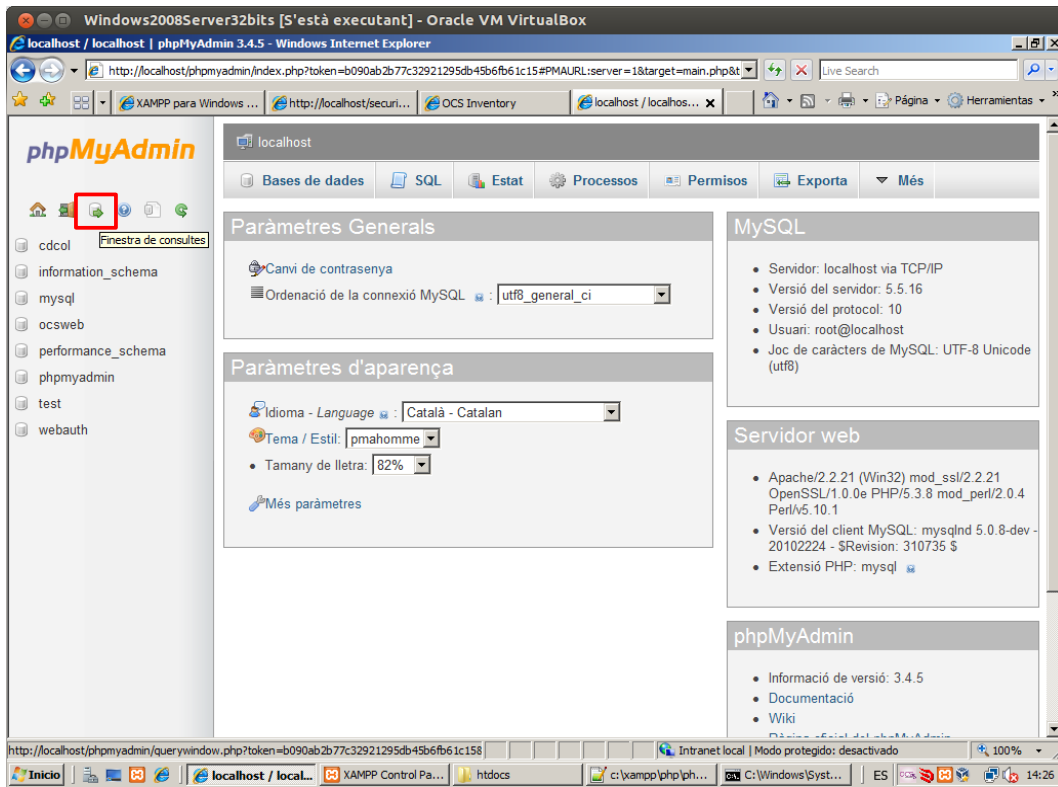 Windows2008Server32bits [S'està executant] - Oracle VM VirtualBox
localhost / localhost | phpMyAdmin 3.4.5 - Windows Internet Explorer
http://localhost/phpmyadmin/index.php?token=b090ab2b77c32921295db45b6fb61c15#PMAURL:server=1&target=main.php&t
Live Search
XAMPP para Windows ...
http://localhost/securi...
OCS Inventory
localhost / localhos...
Página
Herramientas
phpMyAdmin
Finestra de consultes
cdcol
information_schema
mysql
ocsweb
performance_schema
phpmyadmin
test
webauth
localhost
Bases de dades
SQL
Estat
Processos
Permisos
Exporta
Més
Paràmetres Generals
Canvi de contrasenya
Ordenació de la connexió MySQL : utf8_general_ci
Paràmetres d'aparença
Idioma - Language : Català - Catalan
Tema / Estil: pmahomme
Tamany de lletra: 82%
Més paràmetres
MySQL
Servidor: localhost via TCP/IP
Versió del servidor: 5.5.16
Versió del protocol: 10
Usuari: root@localhost
Joc de caràcters de MySQL: UTF-8 Unicode
(utf8)
Servidor web
Apache/2.2.21 (Win32) mod_ssl/2.2.21
OpenSSL/1.0.0e PHP/5.3.8 mod_perl/2.0.4
Perl/v5.10.1
Versió del client MySQL: mysqlnd 5.0.8-dev -
20102224 - $Revision: 310735 $
Extensió PHP: mysql
phpMyAdmin
Informació de versió: 3.4.5
Documentació
Wiki
Pàgina oficial del phpMyAdmin
http://localhost/phpmyadmin/querywindow.php?token=b090ab2b77c32921295db45b6fb61c158
Intranet local | Modo protegido: desactivado
100%
Inicio
localhost / local...
XAMPP Control Pa...
htdocs
c:\xampp\php\ph...
C:\Windows\Syst...
ES
14:26